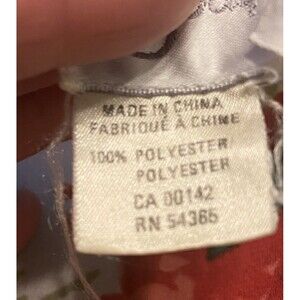 MADE IN CHINA
FABRIQUÉ À CHINE
100% POLYESTER
POLYESTER
CA 00142
RN 54365